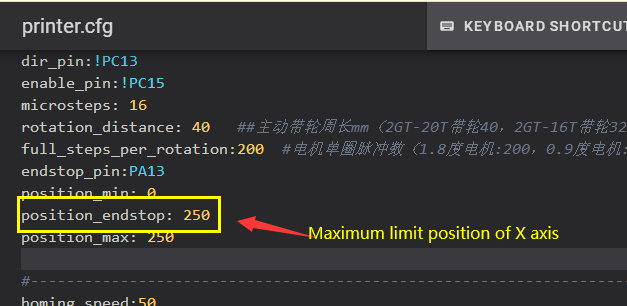 printer.cfg
KEYBOARD SHORTCUT
dir_pin:!PC13
enable_pin:!PC15
microsteps: 16
rotation_distance: 40 ##主动带轮周长mm（2GT-20T带轮40，2GT-16T带轮32
full_steps_per_rotation:200 #电机单圈脉冲数（1.8度电机:200，0.9度电机:
endstop_pin:PA13
position_min: 0
position_endstop: 250
Maximum limit position of X axis
position_max: 250
#--------------------------------------------------------------------
homing_speed:50